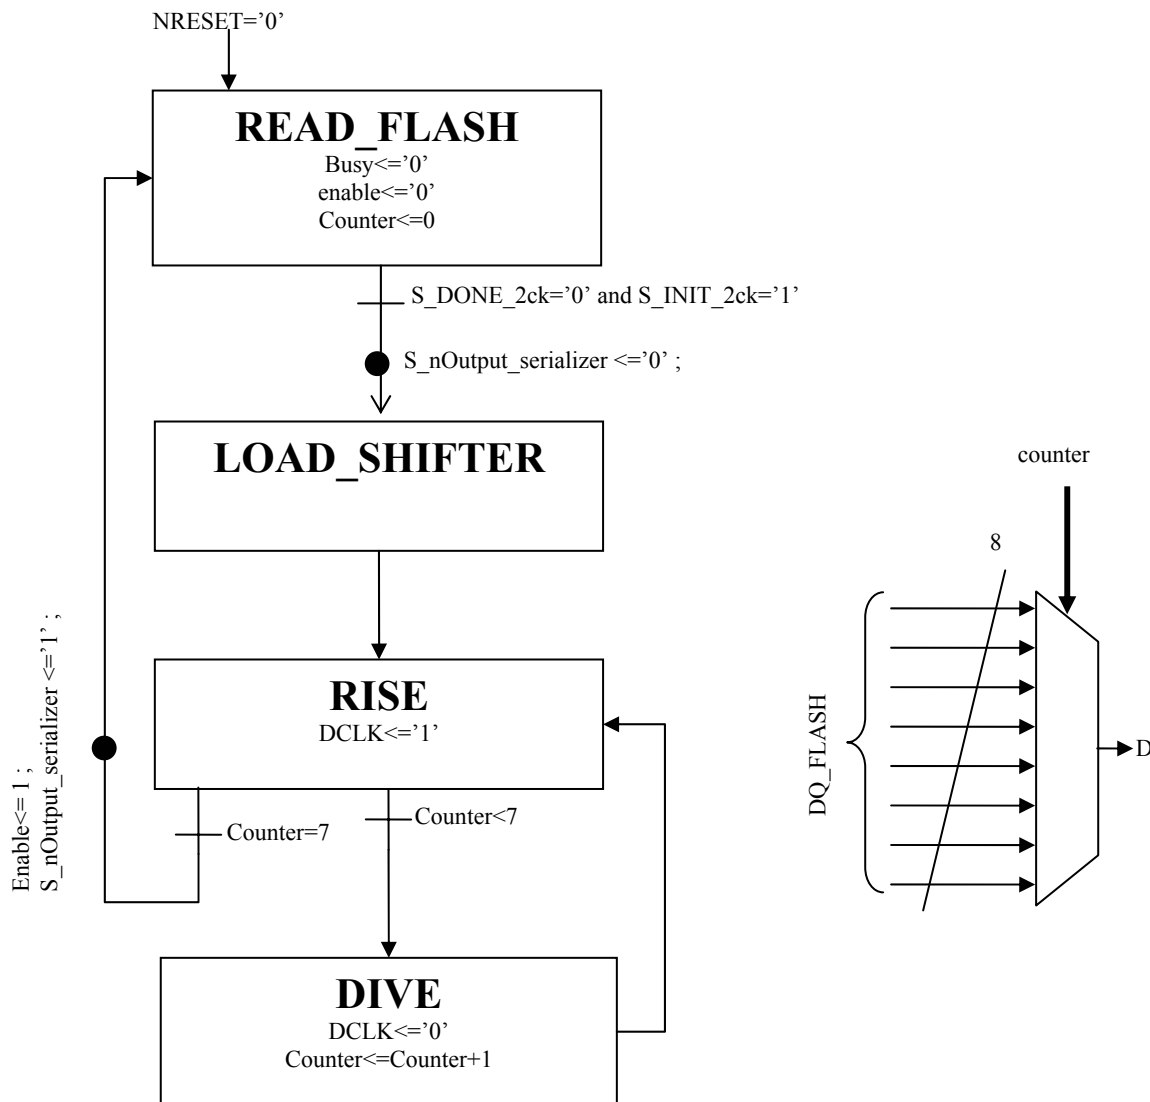 NRESET=’0’
READ_FLASH
Busy<=’0’
enable<=’0’
Counter<=0
S_DONE_2ck=’0’ and S_INIT_2ck=’1’
S_nOutput_serializer <=’0’ ;
LOAD_SHIFTER
RISE
DCLK<=’1’
Counter=7
Counter<7
Enable<= 1 ;
S_nOutput_serializer <=’1’ ;
DIVE
DCLK<=’0’
Counter<=Counter+1
counter
8
DQ_FLASH
D